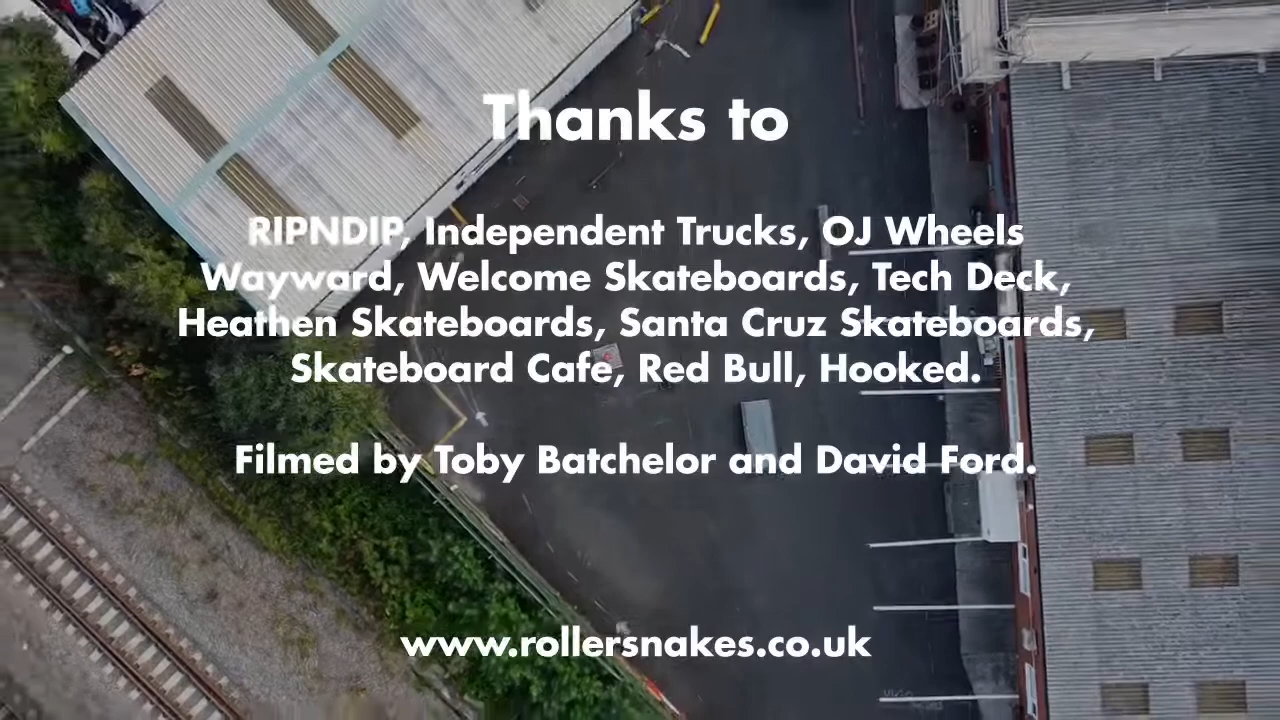 Thanks to
RIPNDIP, Independent Trucks, OJ Wheels
Wayward, Welcome Skateboards, Tech Deck,
Heathen Skateboards, Santa Cruz Skateboards,
Skateboard Cafe, Red Bull, Hooked.
Filmed by Toby Batchelor and David Ford.
www.rollersnakes.co.uk